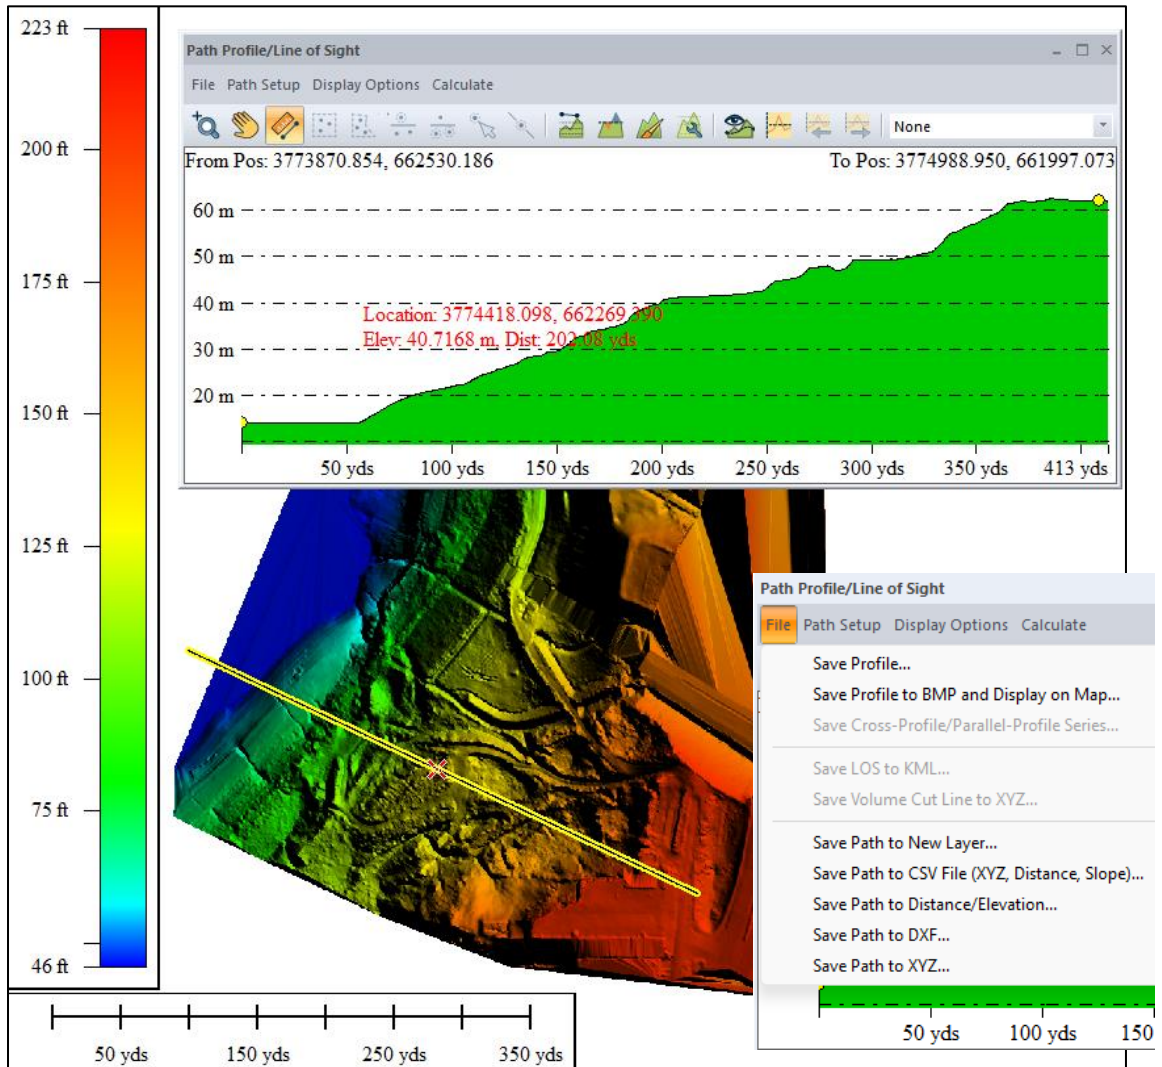 223 ft
200 ft
175 ft
150 ft
125 ft
100 ft
75 ft
46 ft
Path Profile/Line of Sight
File Path Setup Display Options Calculate
None
From Pos: 3773870.854, 662530.186
To Pos: 3774988.950, 661997.073
60 m
50 m
40 m
30 m
20 m
Location: 3774418.098, 662269.390
Elev: 40.7168 m, Dist: 202.08 yds
50 yds 100 yds 150 yds 200 yds 250 yds 300 yds 350 yds 413 yds
Path Profile/Line of Sight
File Path Setup Display Options Calculate
Save Profile...
Save Profile to BMP and Display on Map...
Save Cross-Profile/Parallel-Profile Series...
Save LOS to KML...
Save Volume Cut Line to XYZ...
Save Path to New Layer...
Save Path to CSV File (XYZ, Distance, Slope)...
Save Path to Distance/Elevation...
Save Path to DXF...
Save Path to XYZ...
50 yds 100 yds 150
50 yds 150 yds 250 yds 350 yds